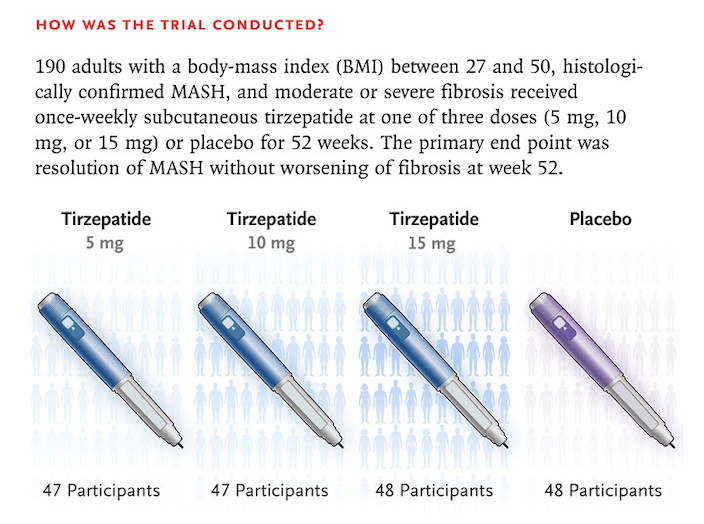 HOW WAS THE TRIAL CONDUCTED?
190 adults with a body-mass index (BMI) between 27 and 50, histologi-
cally confirmed MASH, and moderate or severe fibrosis received
once-weekly subcutaneous tirzepatide at one of three doses (5 mg, 10
mg, or 15 mg) or placebo for 52 weeks. The primary end point was
resolution of MASH without worsening of fibrosis at week 52.
Tirzepatide
5 mg
Tirzepatide
10 mg
Tirzepatide
15 mg
Placebo
47 Participants
47 Participants
48 Participants
48 Participants